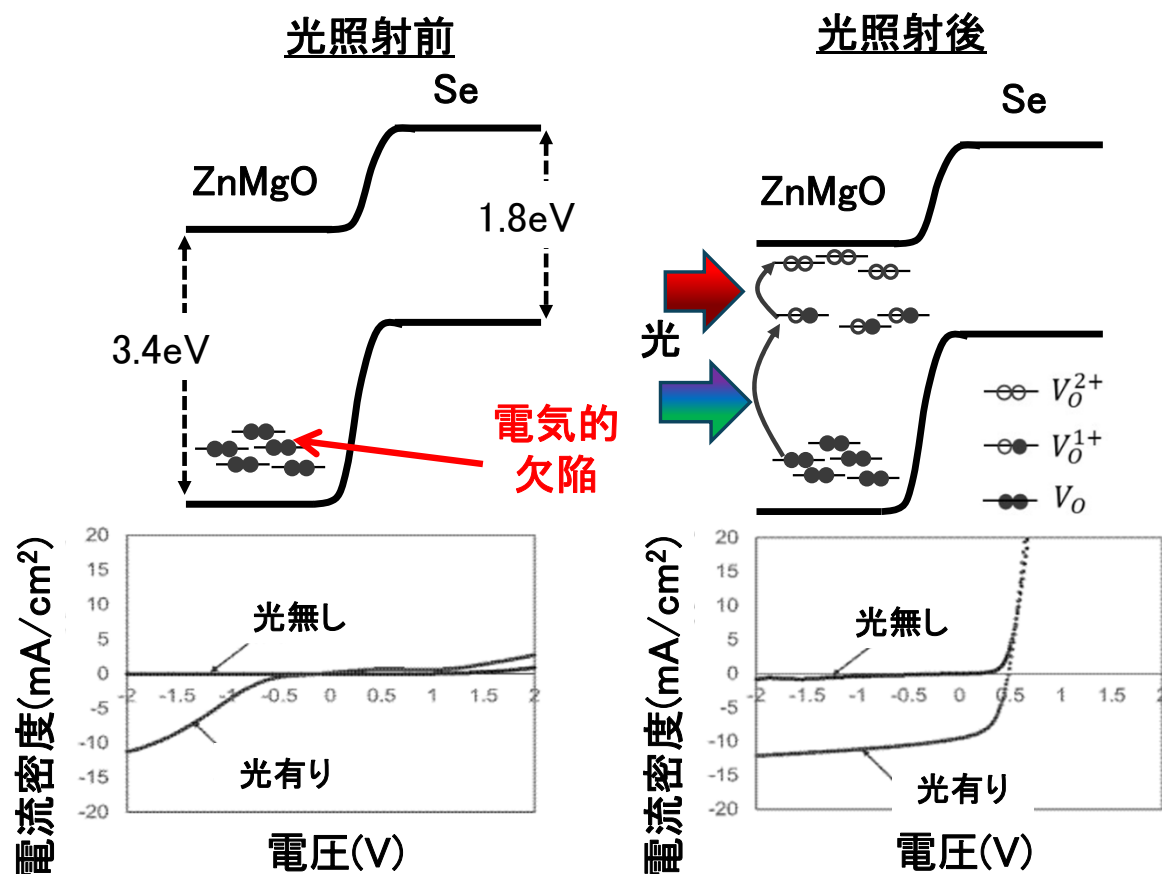 光照射前
Se
ZnMgO
1.8eV
3.4eV
電気的
欠陥
電流密度(mA/cm²)
20
15
10
5
0
-5
-10
-15
-20
-2
-1.5
-1
-0.5
0
0.5
1
1.5
2
光無し
光有り
電圧(V)
光照射後
Se
ZnMgO
光
V_O^{2+}
V_O^{1+}
V_O
電流密度(mA/cm²)
20
15
10
5
0
-5
-10
-15
-20
-2
-1.5
-1
-0.5
0
0.5
1
1.5
2
光無し
光有り
電圧(V)